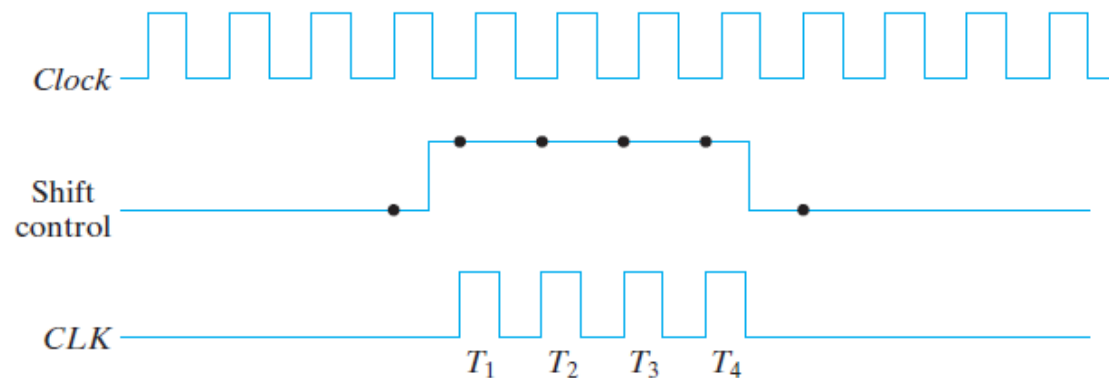 Clock
Shift
control
CLK
T₁ T₂ T₃ T₄